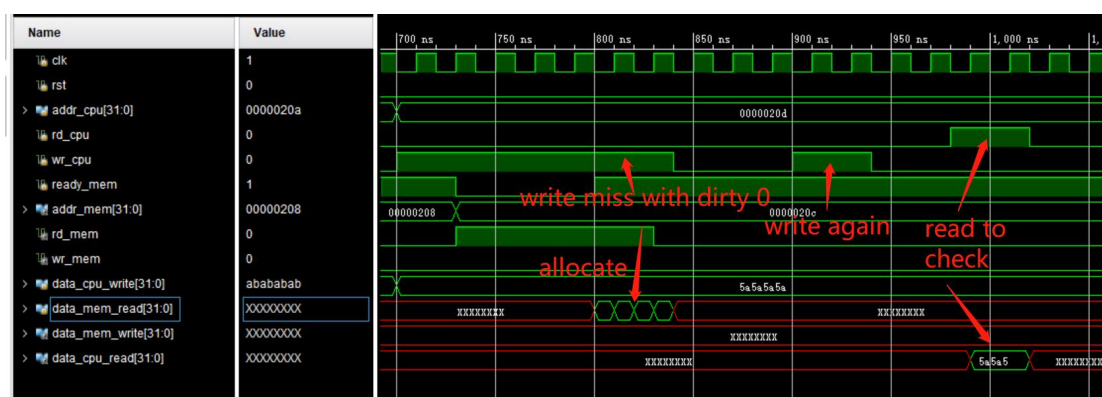 Name Value
700 ns 750 ns 800 ns 850 ns 900 ns 950 ns 1,000 ns 1,
clk 1
rst 0
addr_cpu[31:0] 0000020a 0000020d
rd_cpu 0
wr_cpu 0
ready_mem 1
write miss with dirty 0
addr_mem[31:0] 00000208 00000208 0000020c
write again
read to
check
rd_mem 0
wr_mem 0
allocate
data_cpu_write[31:0] abababab 5a5a5a5a
data_mem_read[31:0] XXXXXXXX XXXXXXXX XXXXXXXX
data_mem_write[31:0] XXXXXXXX XXXXXXXX
data_cpu_read[31:0] XXXXXXXX XXXXXXXX 5a5a5 XXXXXXXX